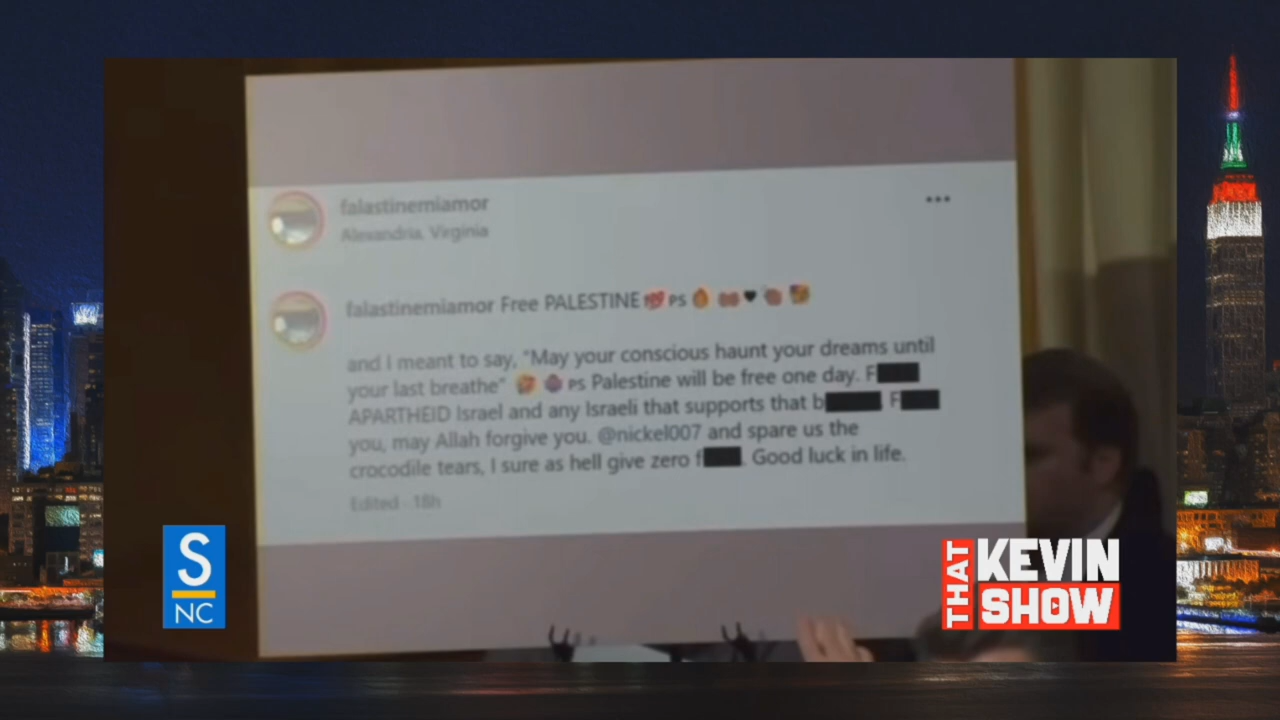 falastinemiamor
Alexandria, Virginia
falastinemiamor Free PALESTINE 💯 PS 🔥 ♥
and I meant to say, "May your conscious haunt your dreams until
your last breathe" PS Palestine will be free one day. F
APARTHEID Israel and any Israeli that supports that b F
you, may Allah forgive you. @nickel007 and spare us the
crocodile tears, I sure as hell give zero f . Good luck in life.
Edited · 18h
S
NC
THAT
KEVIN
SHOW